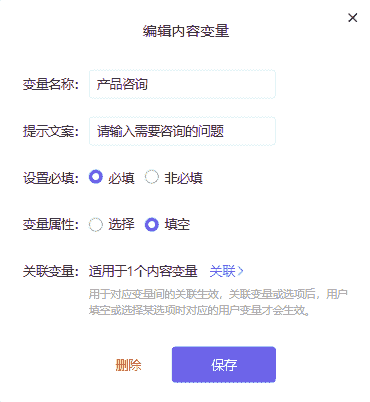 编辑内容变量
变量名称： 产品咨询
提示文案： 请输入需要咨询的问题
设置必填： 必填 非必填
变量属性： 选择 填空
关联变量： 适用于1个内容变量 关联
用于对应变量间的关联生效，关联变量或选项后，用户
填空或选择某选项时对应的用户变量才会生效。
删除 保存